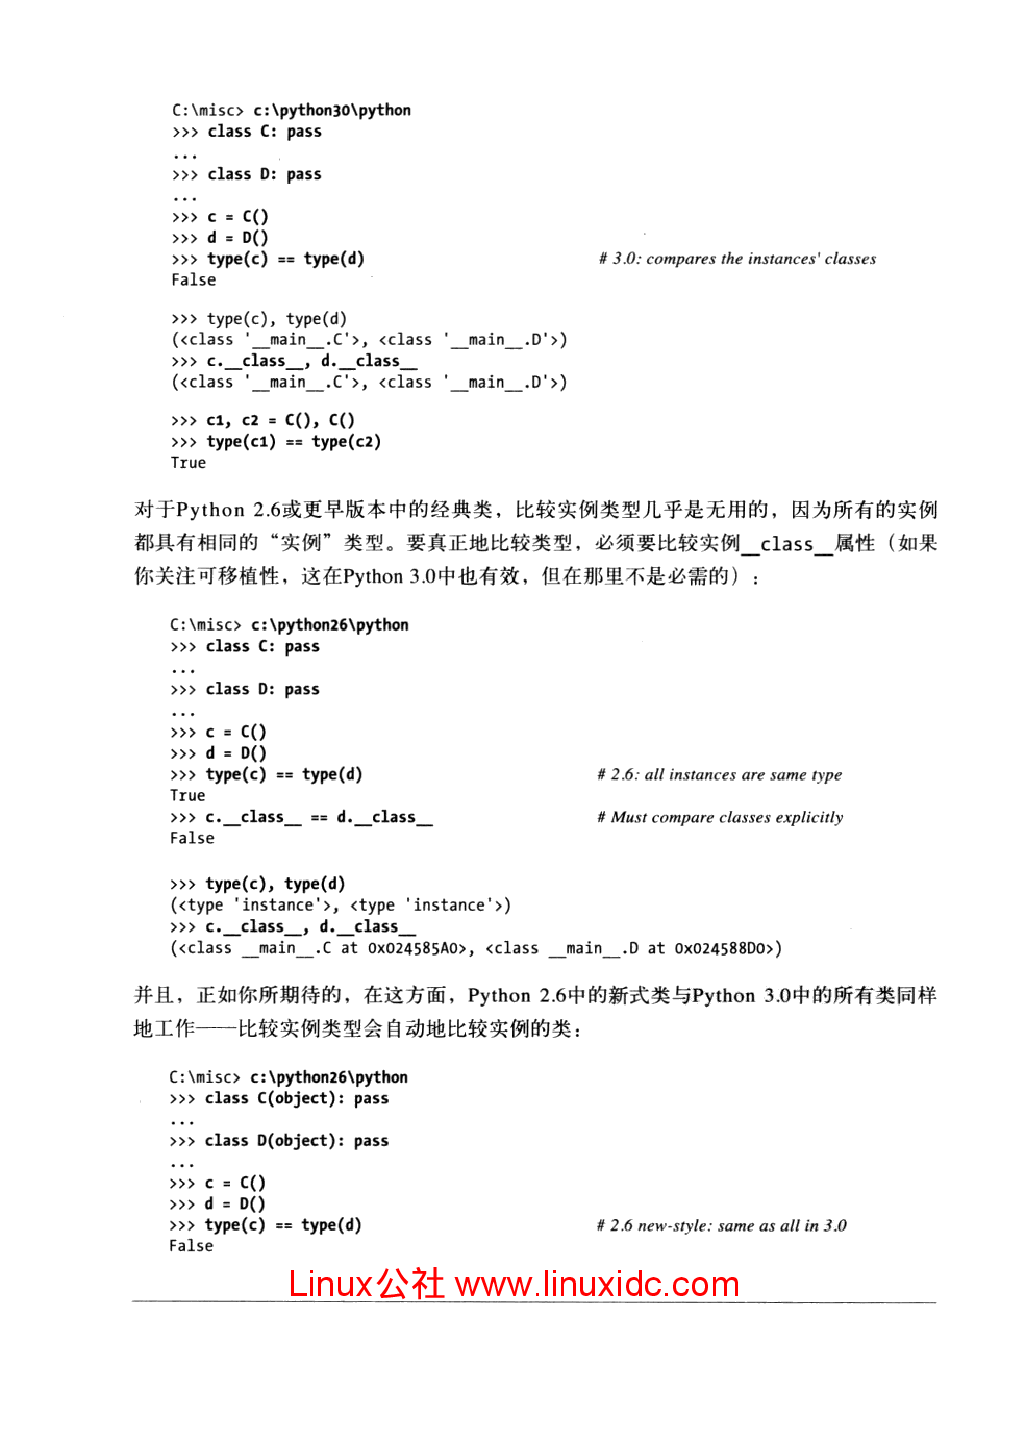 C:\misc> c:\python30\python
>>> class C: pass
...
>>> class D: pass
...
>>> c = C()
>>> d = D()
>>> type(c) == type(d) # 3.0: compares the instances' classes
False
>>> type(c), type(d)
(<class '__main__.C'>, <class '__main__.D'>)
>>> c.__class__, d.__class__
(<class '__main__.C'>, <class '__main__.D'>)
>>> c1, c2 = C(), C()
>>> type(c1) == type(c2)
True
对于Python 2.6或更早版本中的经典类，比较实例类型几乎是无用的，因为所有的实例
都具有相同的“实例”类型。要真正地比较类型，必须要比较实例__class__属性（如果
你关注可移植性，这在Python 3.0中也有效，但在那里不是必需的）：
C:\misc> c:\python26\python
>>> class C: pass
...
>>> class D: pass
...
>>> c = C()
>>> d = D()
>>> type(c) == type(d) # 2.6: all instances are same type
True
>>> c.__class__ == d.__class__ # Must compare classes explicitly
False
>>> type(c), type(d)
(<type 'instance'>, <type 'instance'>)
>>> c.__class__, d.__class__
(<class __main__.C at 0x024585A0>, <class __main__.D at 0x024588D0>)
并且，正如你所期待的，在这方面，Python 2.6中的新式类与Python 3.0中的所有类同样
地工作——比较实例类型会自动地比较实例的类：
C:\misc> c:\python26\python
>>> class C(object): pass
...
>>> class D(object): pass
...
>>> c = C()
>>> d = D()
>>> type(c) == type(d) # 2.6 new-style: same as all in 3.0
False
Linux公社 www.linuxidc.com